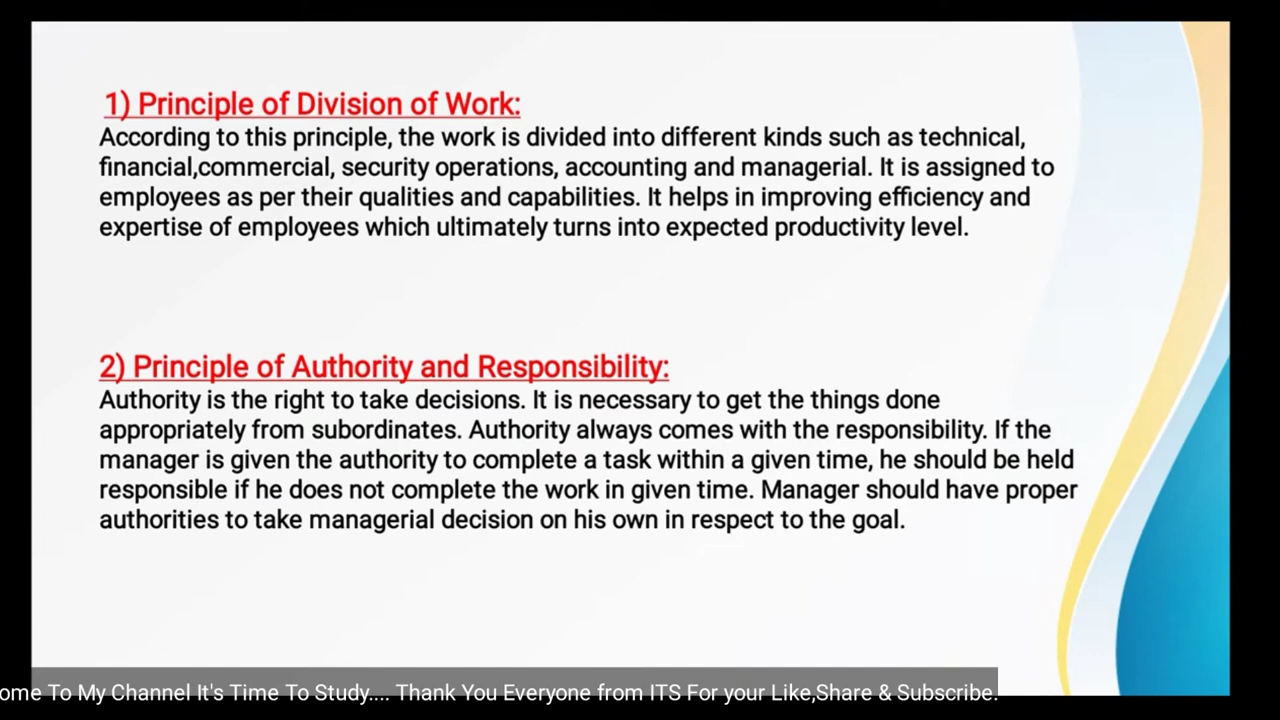 1) Principle of Division of Work:
According to this principle, the work is divided into different kinds such as technical,
financial,commercial, security operations, accounting and managerial. It is assigned to
employees as per their qualities and capabilities. It helps in improving efficiency and
expertise of employees which ultimately turns into expected productivity level.
2) Principle of Authority and Responsibility:
Authority is the right to take decisions. It is necessary to get the things done
appropriately from subordinates. Authority always comes with the responsibility. If the
manager is given the authority to complete a task within a given time, he should be held
responsible if he does not complete the work in given time. Manager should have proper
authorities to take managerial decision on his own in respect to the goal.
ome To My Channel It's Time To Study.... Thank You Everyone from ITS For your Like,Share & Subscribe.